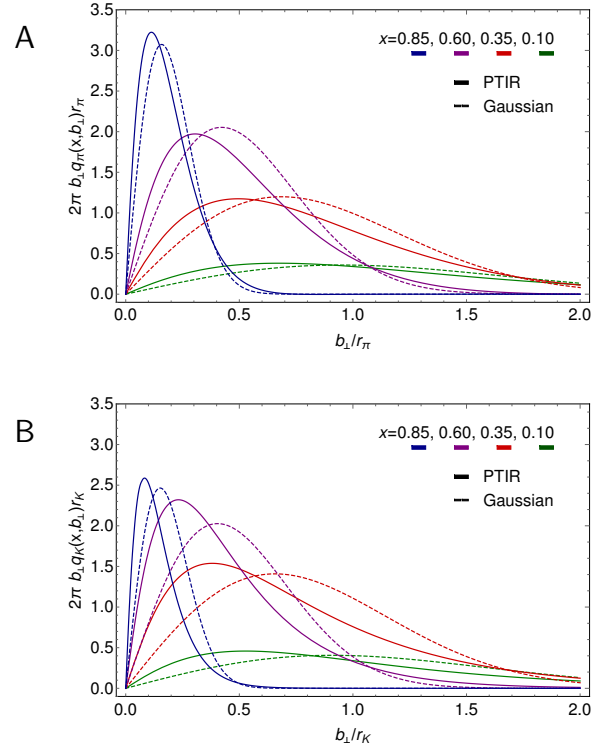 A
x=0.85, 0.60, 0.35, 0.10
PTIR
Gaussian
2π b⊥qπ(x,b⊥)rπ
3.5
3.0
2.5
2.0
1.5
1.0
0.5
0.0
0.0 0.5 1.0 1.5 2.0
b⊥/rπ
B
x=0.85, 0.60, 0.35, 0.10
PTIR
Gaussian
2π b⊥qK(x,b⊥)rK
3.5
3.0
2.5
2.0
1.5
1.0
0.5
0.0
0.0 0.5 1.0 1.5 2.0
b⊥/rK